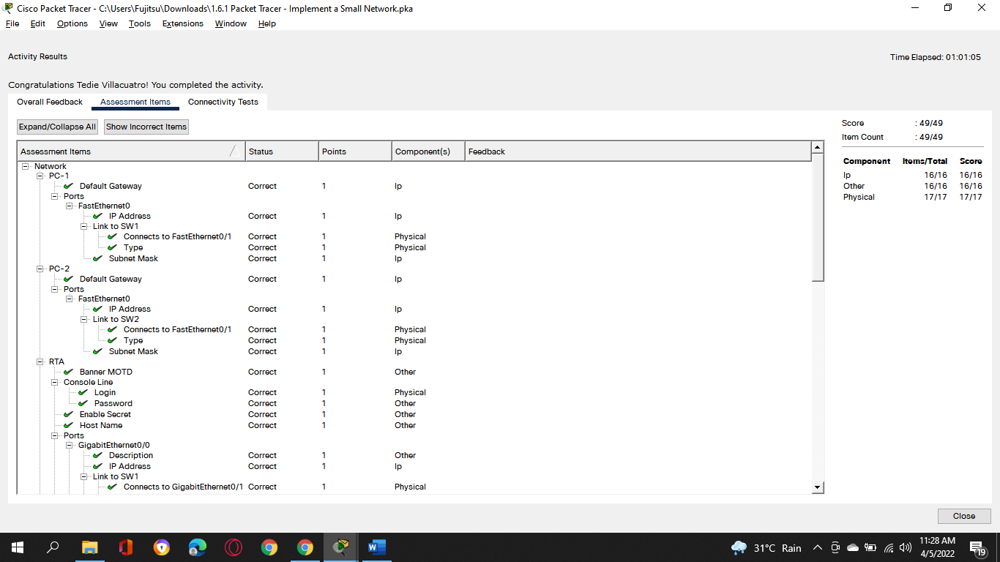 Cisco Packet Tracer - C:\Users\Fujitsu\Downloads\1.6.1 Packet Tracer - Implement a Small Network.pka
File Edit Options View Tools Extensions Window Help
Activity Results
Time Elapsed: 01:01:05
Congratulations Tedie Villacuatro! You completed the activity.
Overall Feedback Assessment Items Connectivity Tests
Expand/Collapse All Show Incorrect Items
Assessment Items Status Points Component(s) Feedback
Network
PC-1
Default Gateway Correct 1 Ip
Ports
FastEthernet0
IP Address Correct 1 Ip
Link to SW1
Connects to FastEthernet0/1 Correct 1 Physical
Type Correct 1 Physical
Subnet Mask Correct 1 Ip
PC-2
Default Gateway Correct 1 Ip
Ports
FastEthernet0
IP Address Correct 1 Ip
Link to SW2
Connects to FastEthernet0/1 Correct 1 Physical
Type Correct 1 Physical
Subnet Mask Correct 1 Ip
RTA
Banner MOTD Correct 1 Other
Console Line
Login Correct 1 Physical
Password Correct 1 Other
Enable Secret Correct 1 Other
Host Name Correct 1 Other
Ports
GigabitEthernet0/0
Description Correct 1 Other
IP Address Correct 1 Ip
Link to SW1
Connects to GigabitEthernet0/1 Correct 1 Physical
Score : 49/49
Item Count : 49/49
Component Items/Total Score
Ip 16/16 16/16
Other 16/16 16/16
Physical 17/17 17/17
Close
31°C Rain
11:28 AM
4/5/2022
19